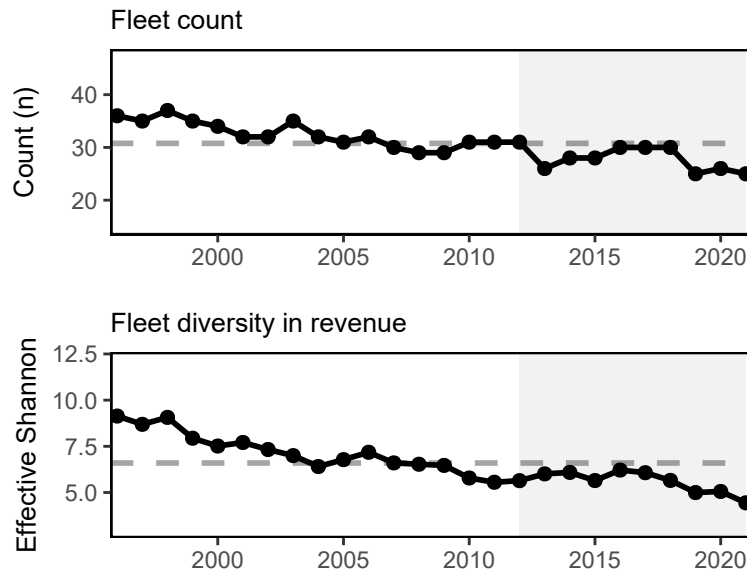 Fleet count
Count (n)
40
30
20
2000 2005 2010 2015 2020
Fleet diversity in revenue
Effective Shannon
12.5
10.0
7.5
5.0
2000 2005 2010 2015 2020